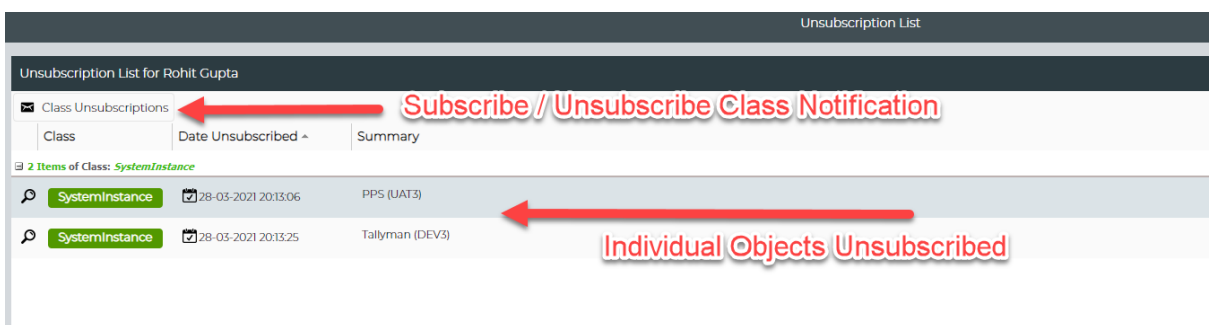 Unsubscription List
Unsubscription List for Rohit Gupta
Class Unsubscriptions
Subscribe / Unsubscribe Class Notification
Class Date Unsubscribed Summary
2 Items of Class: SystemInstance
SystemInstance 28-03-2021 20:13:06 PPS (UAT3)
SystemInstance 28-03-2021 20:13:25 Tallyman (DEV3)
Individual Objects Unsubscribed